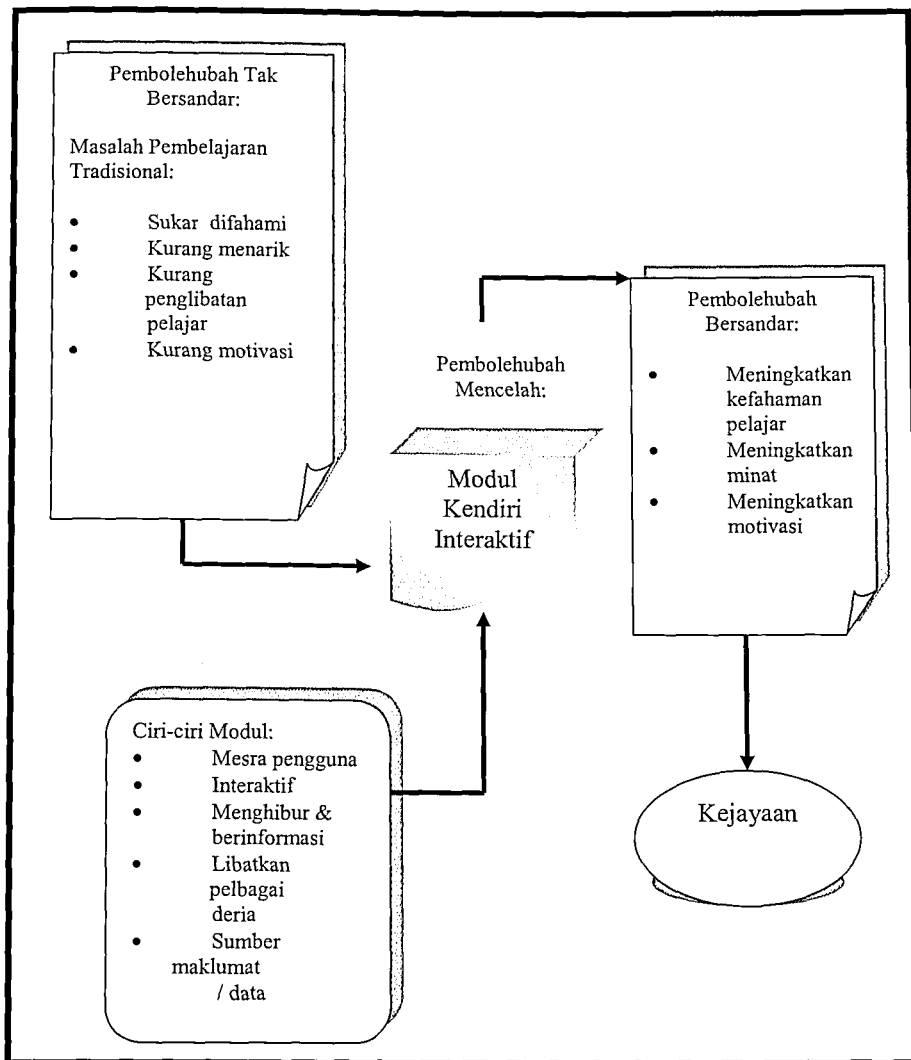 Pembolehubah Tak
Bersandar:
Masalah Pembelajaran
Tradisional:
• Sukar difahami
• Kurang menarik
• Kurang
penglibatan
pelajar
• Kurang motivasi
Pembolehubah
Mencelah:
Modul
Kendiri
Interaktif
Pembolehubah
Bersandar:
• Meningkatkan
kefahaman
pelajar
• Meningkatkan
minat
• Meningkatkan
motivasi
Ciri-ciri Modul:
• Mesra pengguna
• Interaktif
• Menghibur &
berinformasi
• Libatkan
pelbagai
deria
• Sumber
maklumat
/ data
Kejayaan